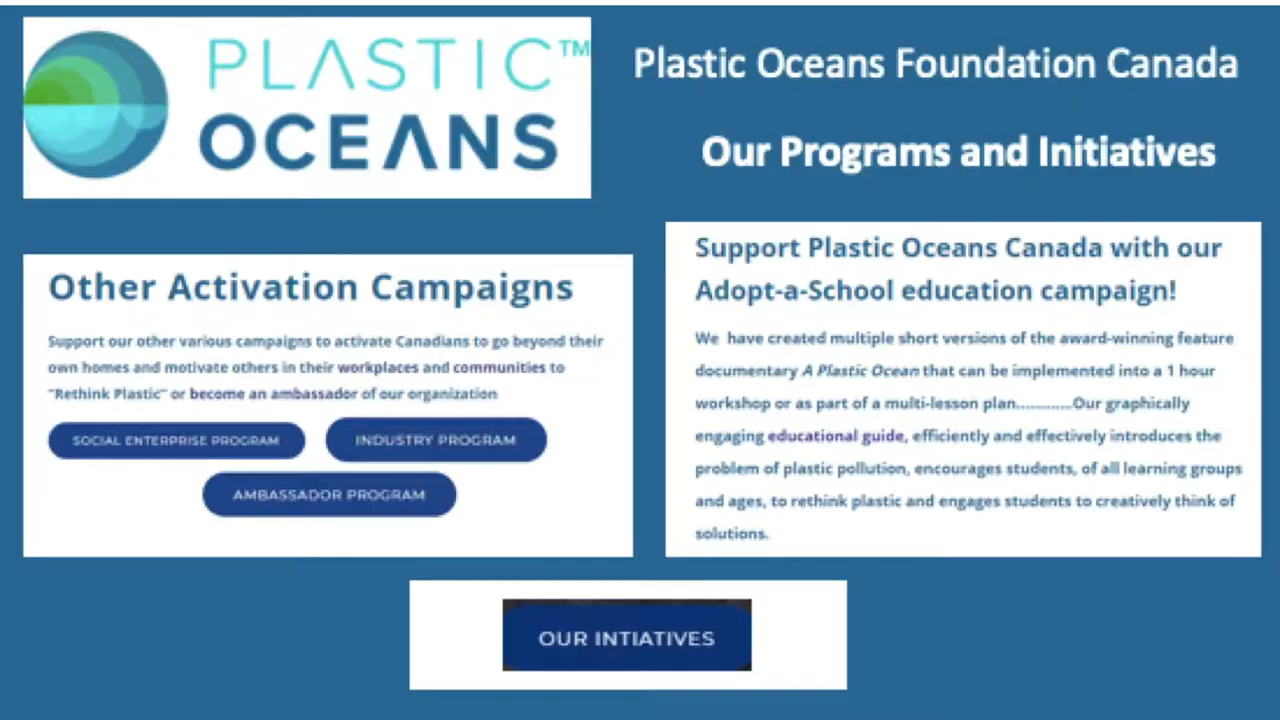 PLASTIC™
OCEANS
Plastic Oceans Foundation Canada
Our Programs and Initiatives
Other Activation Campaigns
Support our other various campaigns to activate Canadians to go beyond their
own homes and motivate others in their workplaces and communities to
"Rethink Plastic" or become an ambassador of our organization
SOCIAL ENTERPRISE PROGRAM
INDUSTRY PROGRAM
AMBASSADOR PROGRAM
Support Plastic Oceans Canada with our
Adopt-a-School education campaign!
We have created multiple short versions of the award-winning feature
documentary A Plastic Ocean that can be implemented into a 1 hour
workshop or as part of a multi-lesson plan............Our graphically
engaging educational guide, efficiently and effectively introduces the
problem of plastic pollution, encourages students, of all learning groups
and ages, to rethink plastic and engages students to creatively think of
solutions.
OUR INTIATIVES